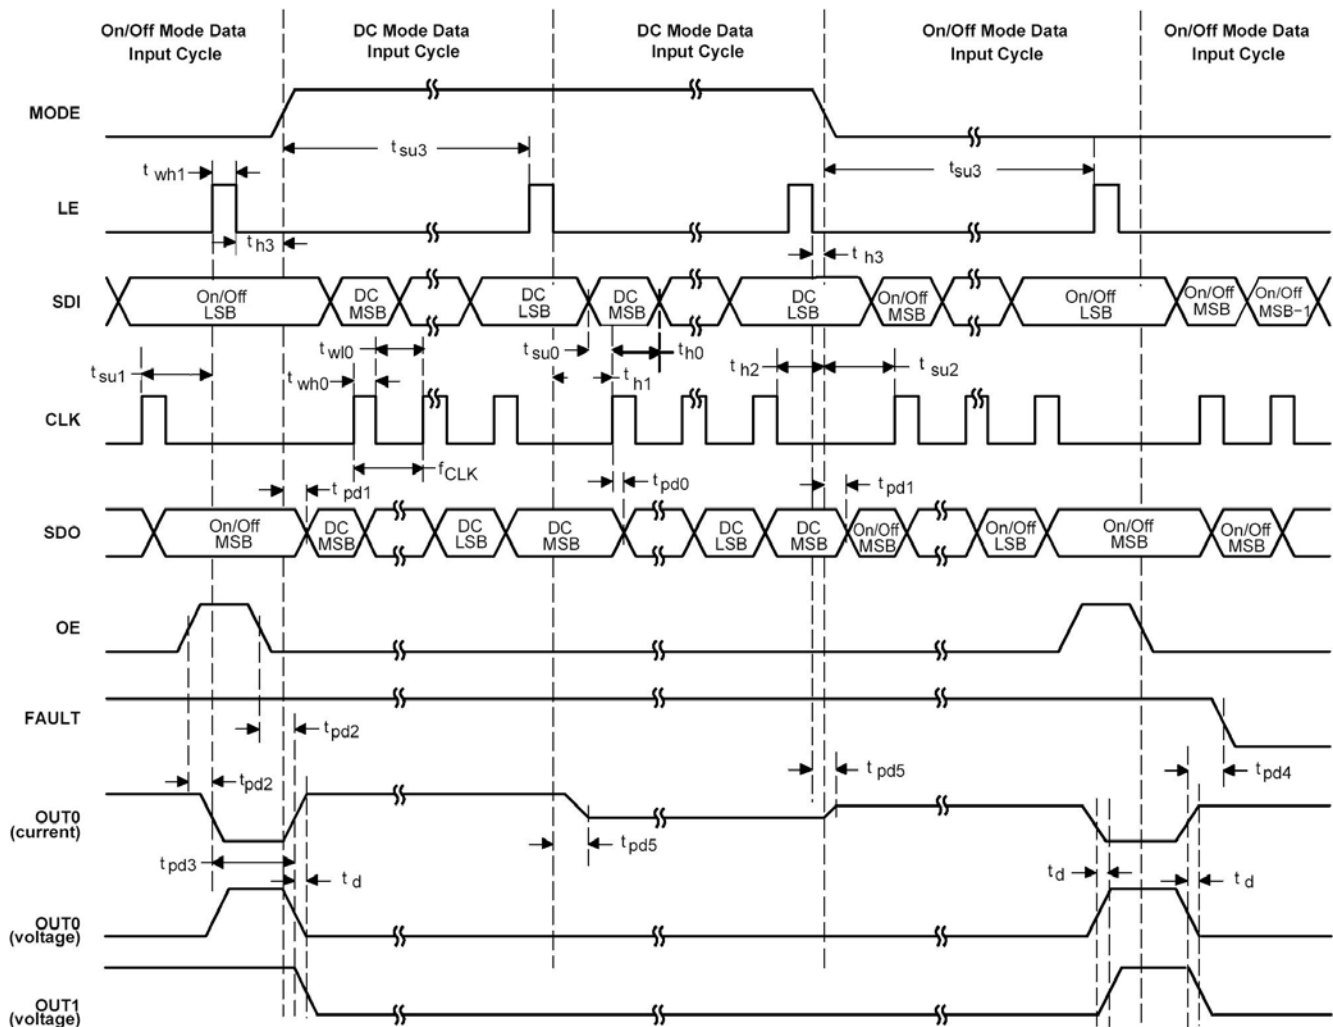 On/Off Mode Data
Input Cycle
DC Mode Data
Input Cycle
DC Mode Data
Input Cycle
On/Off Mode Data
Input Cycle
On/Off Mode Data
Input Cycle
MODE
t su3
t wh1
t su3
LE
t h3
t h3
SDI
On/Off
LSB
DC
MSB
DC
LSB
DC
MSB
DC
LSB
On/Off
MSB
On/Off
LSB
On/Off
MSB
On/Off
MSB-1
t wl0
t su0
t h0
t su1
t wh0
t h1
t h2
t su2
CLK
f CLK
t pd1
t pd0
t pd1
SDO
On/Off
MSB
DC
MSB
DC
LSB
DC
MSB
DC
LSB
DC
MSB
On/Off
MSB
On/Off
LSB
On/Off
MSB
On/Off
MSB
OE
FAULT
t pd2
t pd2
t pd5
t pd4
OUT0
(current)
t pd5
t pd3
t d
t d
t d
OUT0
(voltage)
OUT1
(voltage)